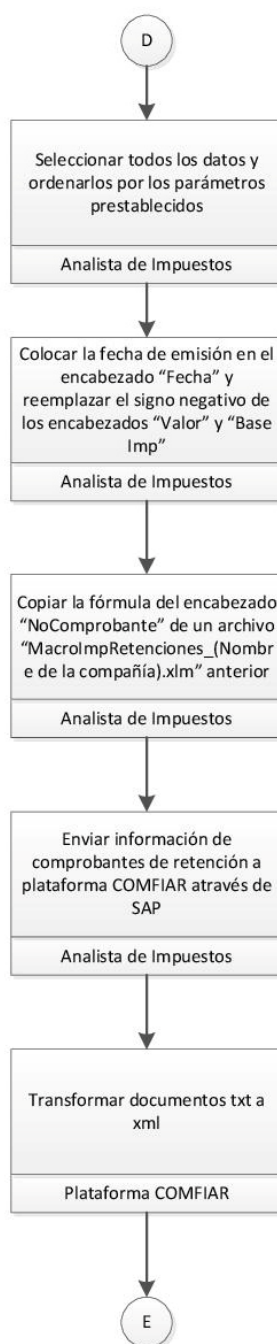 D
Seleccionar todos los datos y
ordenarlos por los parámetros
prestablecidos
Analista de Impuestos
Colocar la fecha de emisión en el
encabezado “Fecha” y
reemplazar el signo negativo de
los encabezados “Valor” y “Base
Imp”
Analista de Impuestos
Copiar la fórmula del encabezado
“NoComprobante” de un archivo
“MacroImpRetenciones_(Nombr
e de la compañía).xlm” anterior
Analista de Impuestos
Enviar información de
comprobantes de retención a
plataforma COMFIAR através de
SAP
Analista de Impuestos
Transformar documentos txt a
xml
Plataforma COMFIAR
E